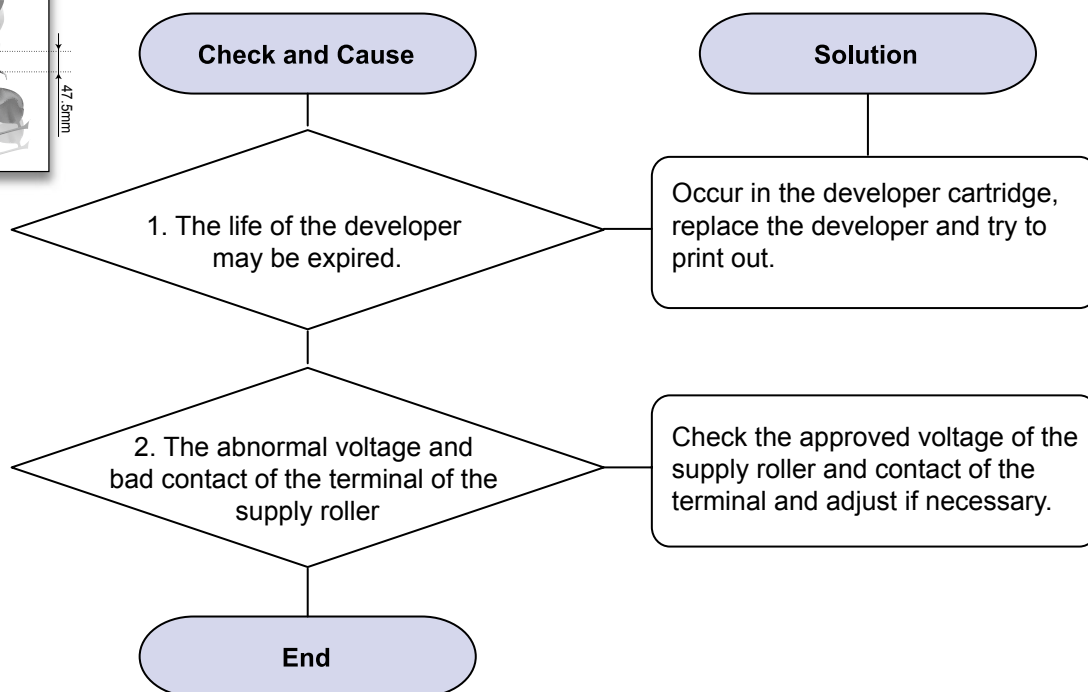 47.5mm
Check and Cause
Solution
1. The life of the developer
may be expired.
Occur in the developer cartridge,
replace the developer and try to
print out.
2. The abnormal voltage and
bad contact of the terminal of the
supply roller
Check the approved voltage of the
supply roller and contact of the
terminal and adjust if necessary.
End